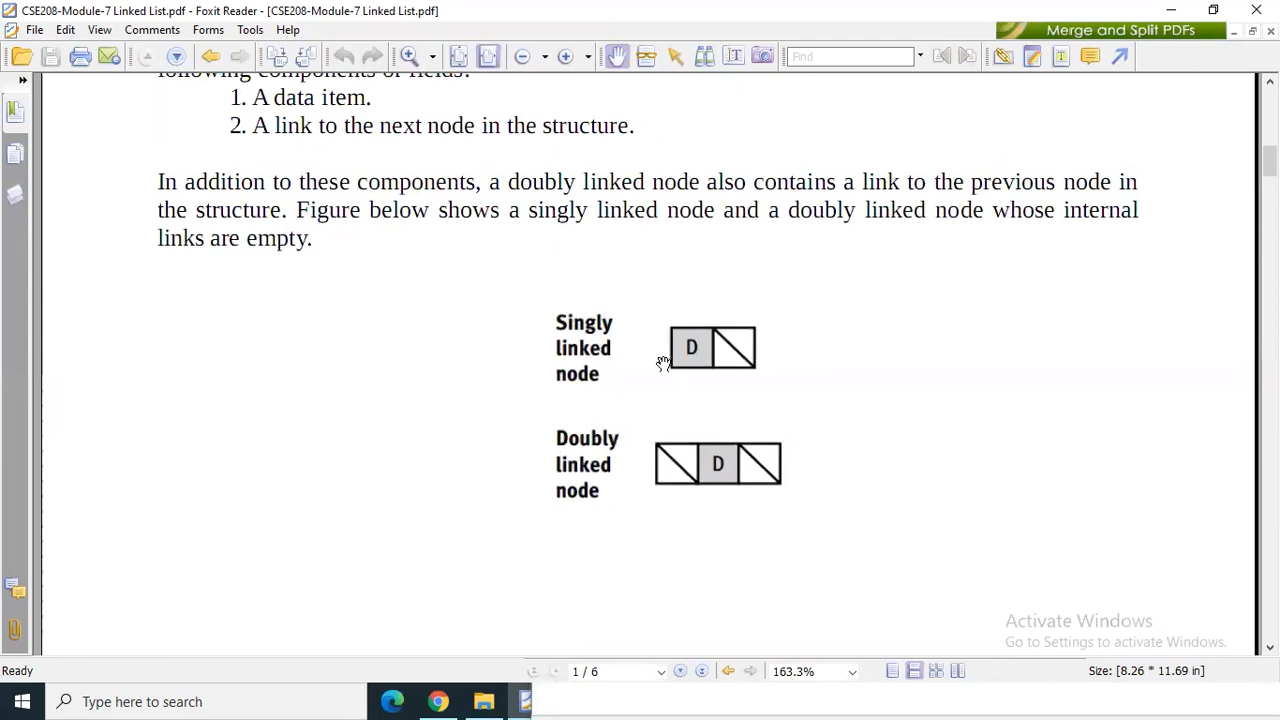 CSE208-Module-7 Linked List.pdf - Foxit Reader - [CSE208-Module-7 Linked List.pdf]
File Edit View Comments Forms Tools Help
Merge and Split PDFs
Find
following components or fields:
1. A data item.
2. A link to the next node in the structure.
In addition to these components, a doubly linked node also contains a link to the previous node in
the structure. Figure below shows a singly linked node and a doubly linked node whose internal
links are empty.
Singly
linked
node
D
Doubly
linked
node
D
Activate Windows
Go to Settings to activate Windows.
Ready
1 / 6
163.3%
Size: [8.26 * 11.69 in]
Type here to search